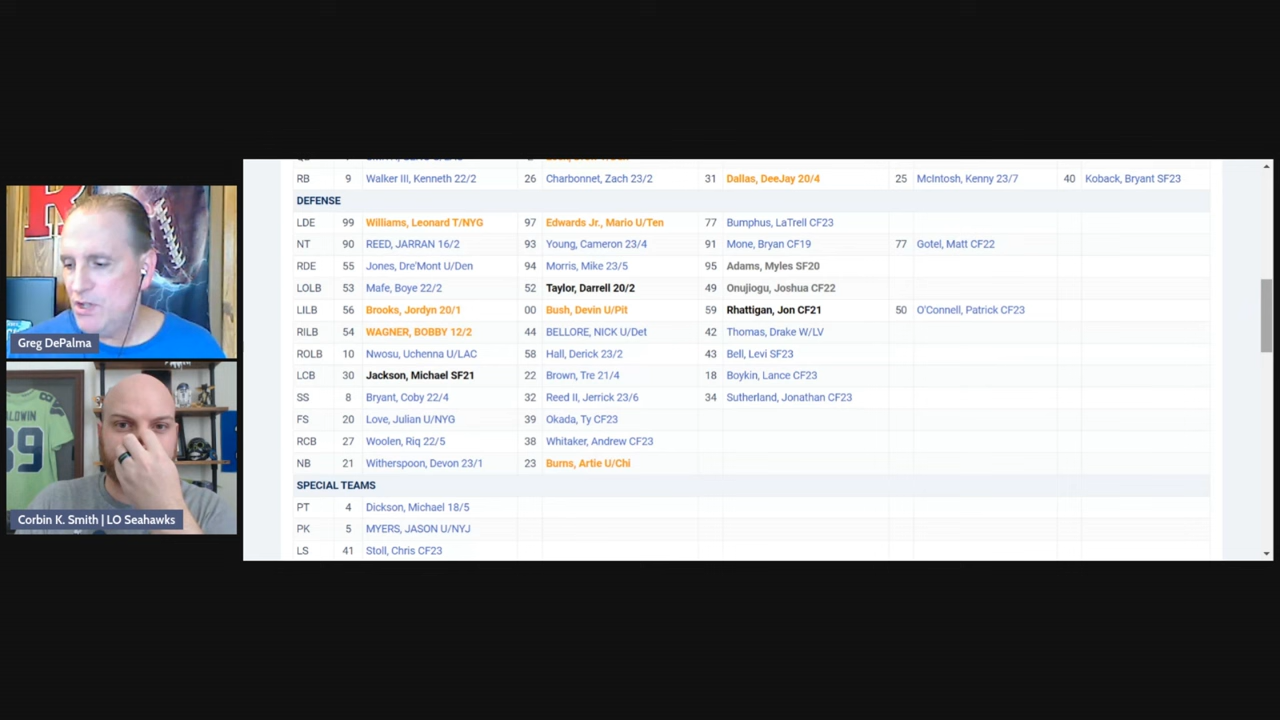 RB 9 Walker III, Kenneth 22/2 26 Charbonnet, Zach 23/2 31 Dallas, DeeJay 20/4 25 McIntosh, Kenny 23/7 40 Koback, Bryant SF23
DEFENSE
LDE 99 Williams, Leonard T/NYG 97 Edwards Jr., Mario U/Ten 77 Bumphus, LaTrell CF23
NT 90 REED, JARRAN 16/2 93 Young, Cameron 23/4 91 Mone, Bryan CF19 77 Gotel, Matt CF22
RDE 55 Jones, Dre'Mont U/Den 94 Morris, Mike 23/5 95 Adams, Myles SF20
LOLB 53 Mafe, Boye 22/2 52 Taylor, Darrell 20/2 49 Onujiogu, Joshua CF22
LILB 56 Brooks, Jordyn 20/1 00 Bush, Devin U/Pit 59 Rhattigan, Jon CF21 50 O'Connell, Patrick CF23
RILB 54 WAGNER, BOBBY 12/2 44 BELLORE, NICK U/Det 42 Thomas, Drake W/LV
ROLB 10 Nwosu, Uchenna U/LAC 58 Hall, Derick 23/2 43 Bell, Levi SF23
LCB 30 Jackson, Michael SF21 22 Brown, Tre 21/4 18 Boykin, Lance CF23
SS 8 Bryant, Coby 22/4 32 Reed II, Jerrick 23/6 34 Sutherland, Jonathan CF23
FS 20 Love, Julian U/NYG 39 Okada, Ty CF23
RCB 27 Woolen, Riq 22/5 38 Whitaker, Andrew CF23
NB 21 Witherspoon, Devon 23/1 23 Burns, Artie U/Chi
SPECIAL TEAMS
PT 4 Dickson, Michael 18/5
PK 5 MYERS, JASON U/NYJ
LS 41 Stoll, Chris CF23
Greg DePalma
R
Corbin K. Smith | LO Seahawks
ALDWIN
89